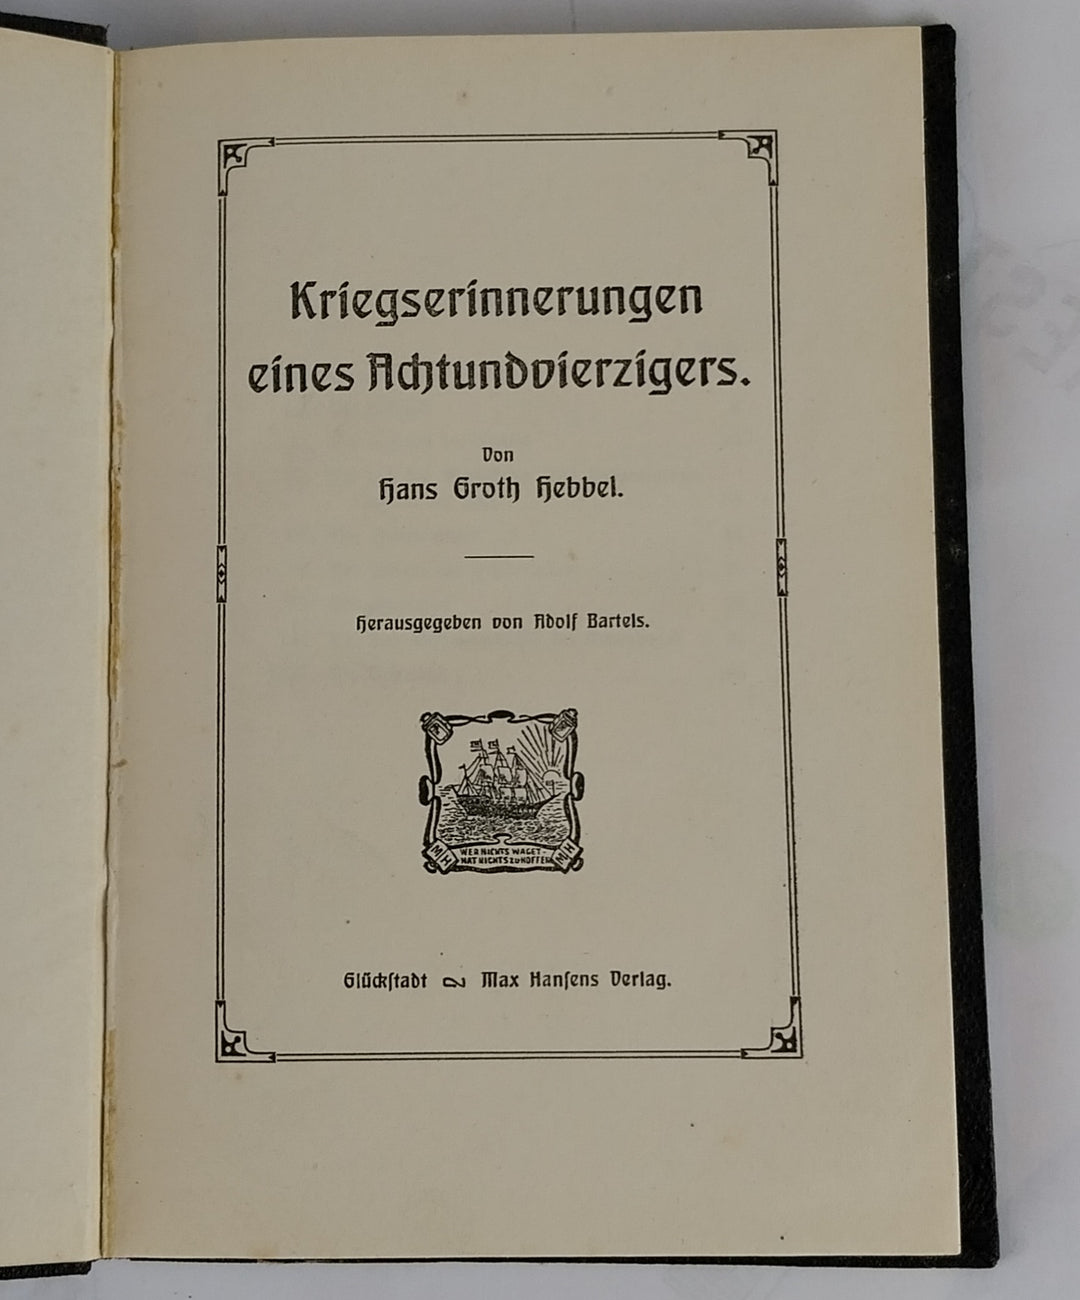 Kriegserinnerungen
eines Achtundvierzigers.
Von
Hans Groth Hebbel.
Herausgegeben von Adolf Bartels.
M H
WER NICHTS WAGET -
HAT NICHTS ZU HOFFEN
M H
Glückſtadt Max Hanſens Verlag.